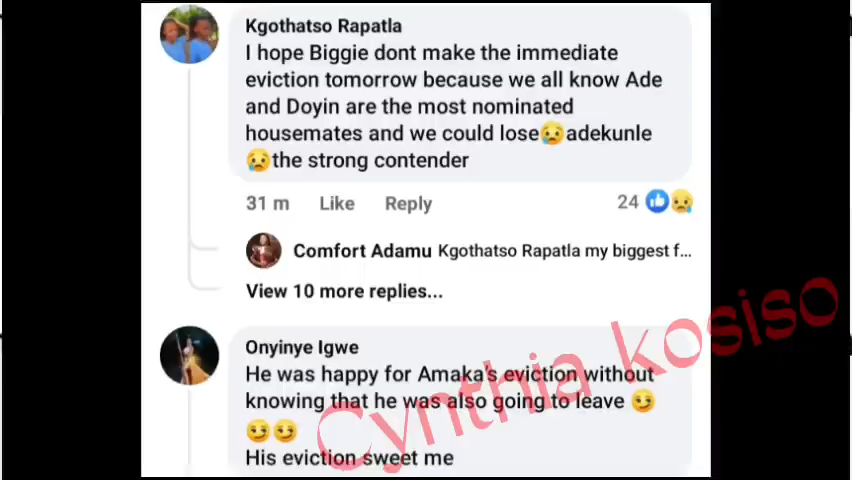 Kgothatso Rapatla
I hope Biggie dont make the immediate
eviction tomorrow because we all know Ade
and Doyin are the most nominated
housemates and we could lose😢adekunle
😢the strong contender
31 m Like Reply 24
Comfort Adamu Kgothatso Rapatla my biggest f...
View 10 more replies...
Onyinye Igwe
He was happy for Amaka's eviction without
knowing that he was also going to leave 😏
😏😏
His eviction sweet me
Cynthia kosiso